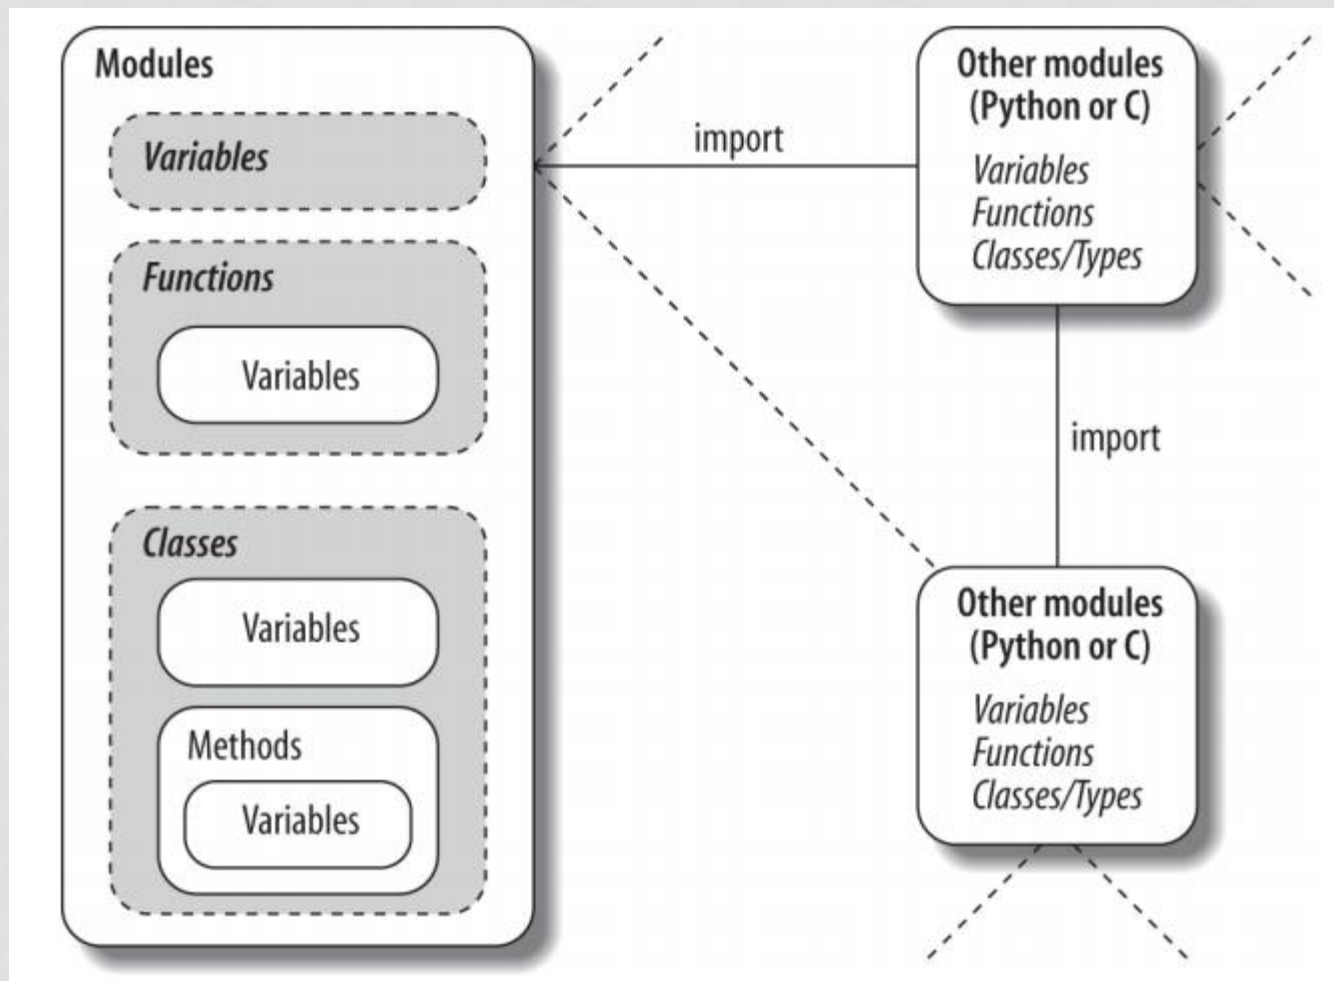 Modules
Variables
Functions
Variables
Classes
Variables
Methods
Variables
import
Other modules
(Python or C)
Variables
Functions
Classes/Types
import
Other modules
(Python or C)
Variables
Functions
Classes/Types